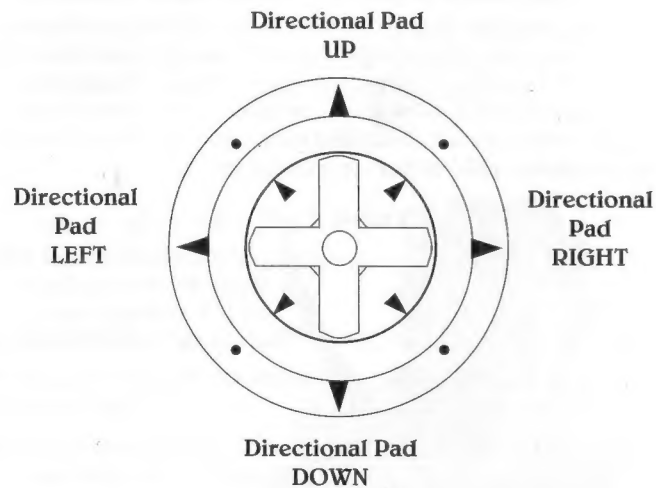 Directional Pad
UP
Directional
Pad
LEFT
Directional
Pad
RIGHT
Directional Pad
DOWN